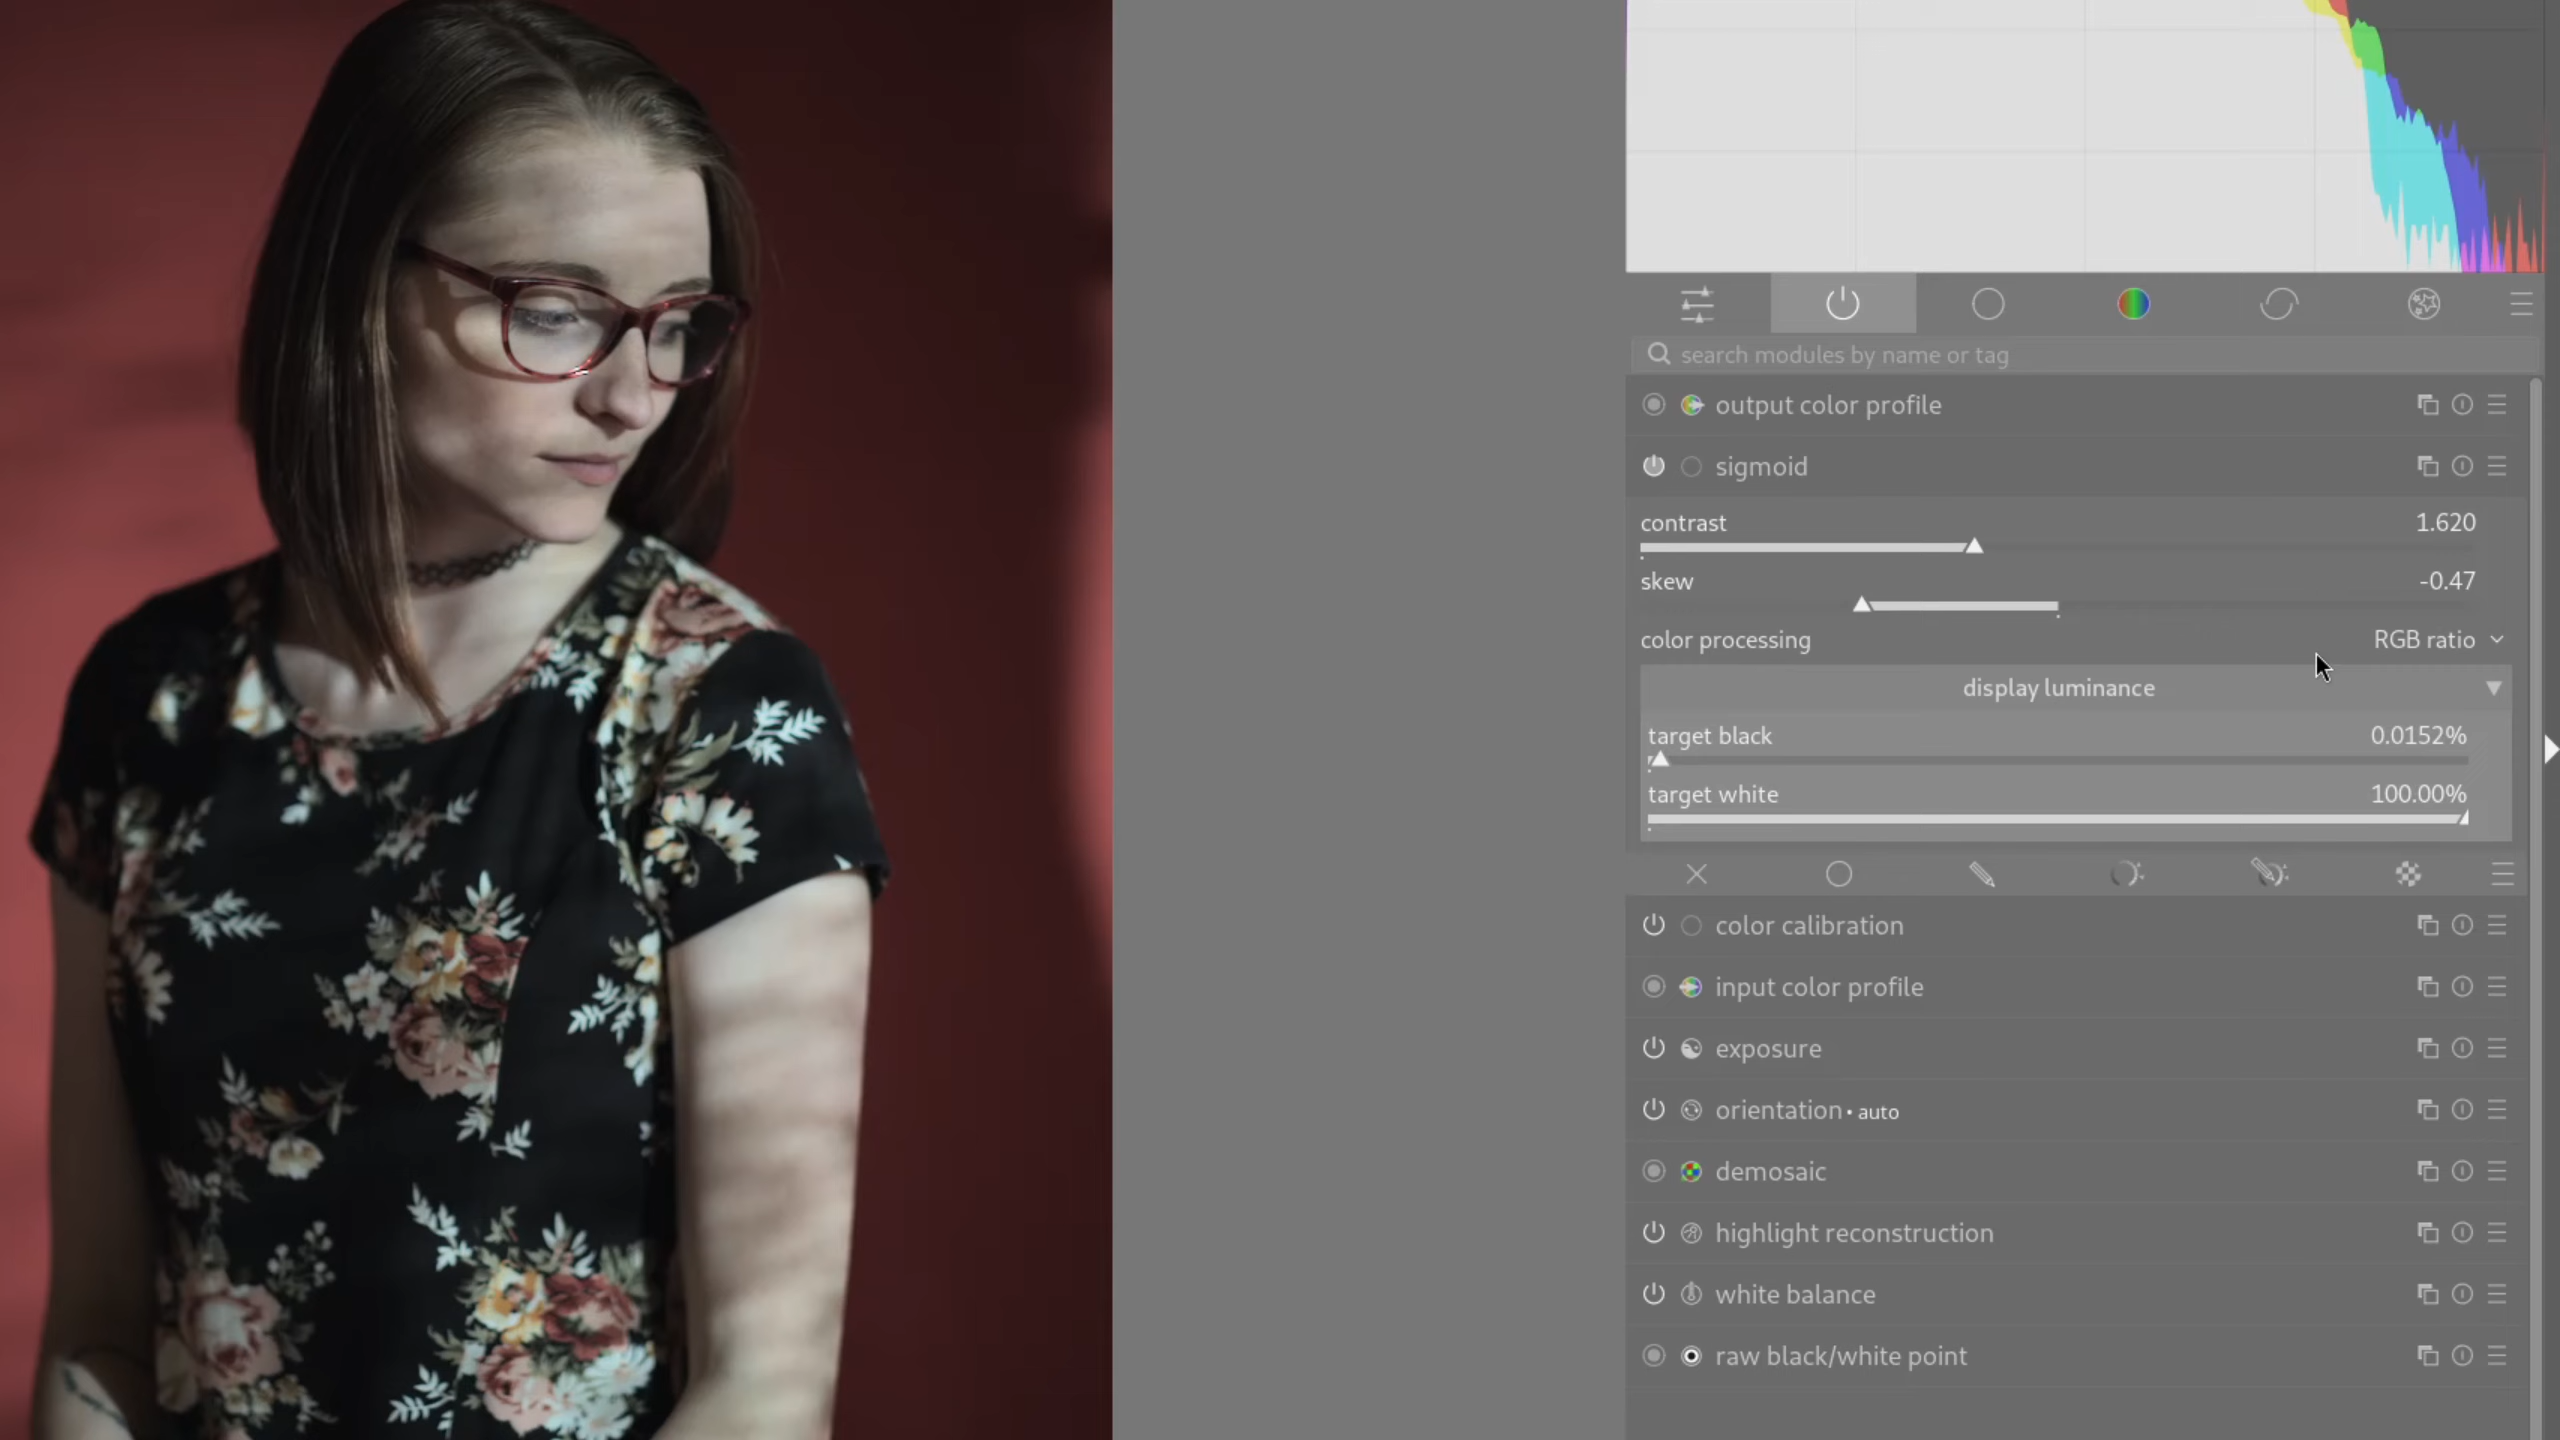 search modules by name or tag
output color profile
sigmoid
contrast 1.620
skew -0.47
color processing RGB ratio
display luminance
target black 0.0152%
target white 100.00%
color calibration
input color profile
exposure
orientation • auto
demosaic
highlight reconstruction
white balance
raw black/white point